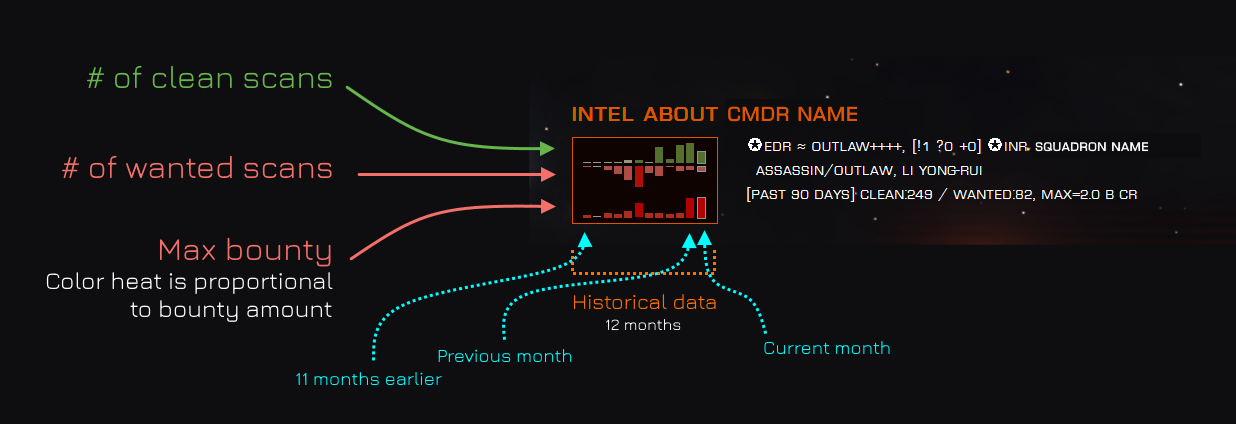 # of clean scans
# of wanted scans
Max bounty
Color heat is proportional
to bounty amount
INTEL ABOUT CMDR NAME
✪EDR ≈ OUTLAW++++, [!1 ?0 +0] ✪INR: SQUADRON NAME
ASSASSIN/OUTLAW, LI YONG-RUI
[PAST 90 DAYS]: CLEAN:249 / WANTED:82, MAX=2.0 B CR
Historical data
12 months
11 months earlier
Previous month
Current month